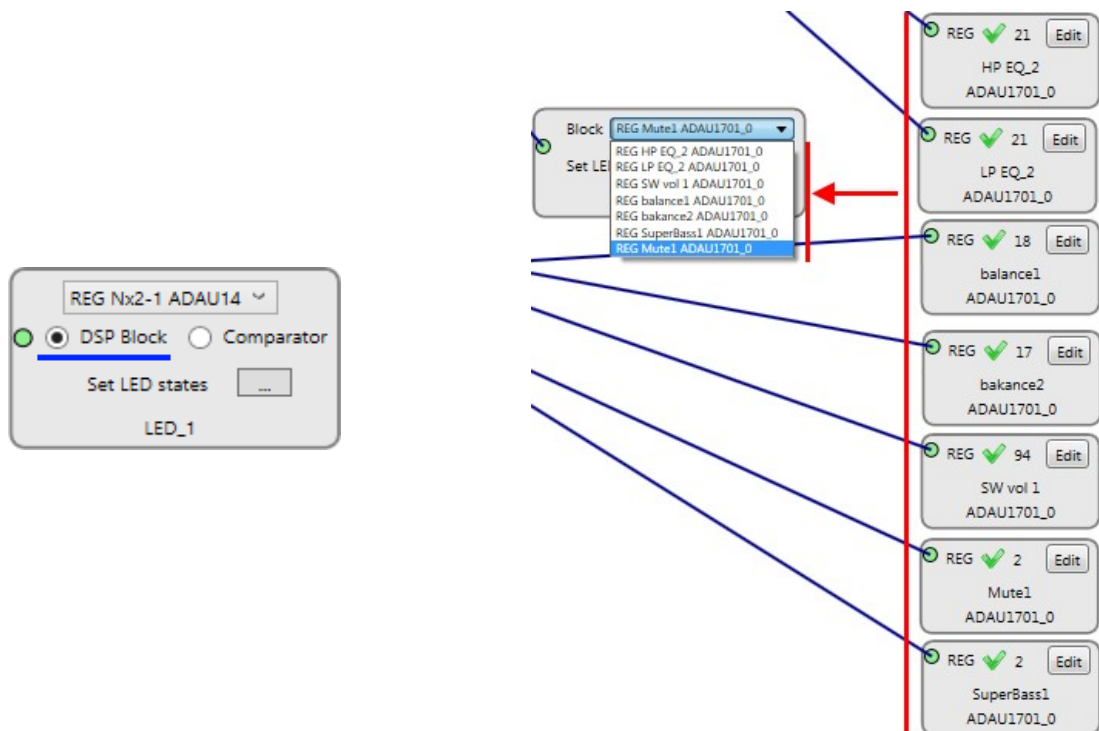 REG Nx2-1 ADAU14
DSP Block Comparator
Set LED states ...
LED_1
Block REG Mute1 ADAU1701_0
Set LE
REG HP EQ_2 ADAU1701_0
REG LP EQ_2 ADAU1701_0
REG SW vol 1 ADAU1701_0
REG balance1 ADAU1701_0
REG bakance2 ADAU1701_0
REG SuperBass1 ADAU1701_0
REG Mute1 ADAU1701_0
REG 21 Edit
HP EQ_2
ADAU1701_0
REG 21 Edit
LP EQ_2
ADAU1701_0
REG 18 Edit
balance1
ADAU1701_0
REG 17 Edit
bakance2
ADAU1701_0
REG 94 Edit
SW vol 1
ADAU1701_0
REG 2 Edit
Mute1
ADAU1701_0
REG 2 Edit
SuperBass1
ADAU1701_0